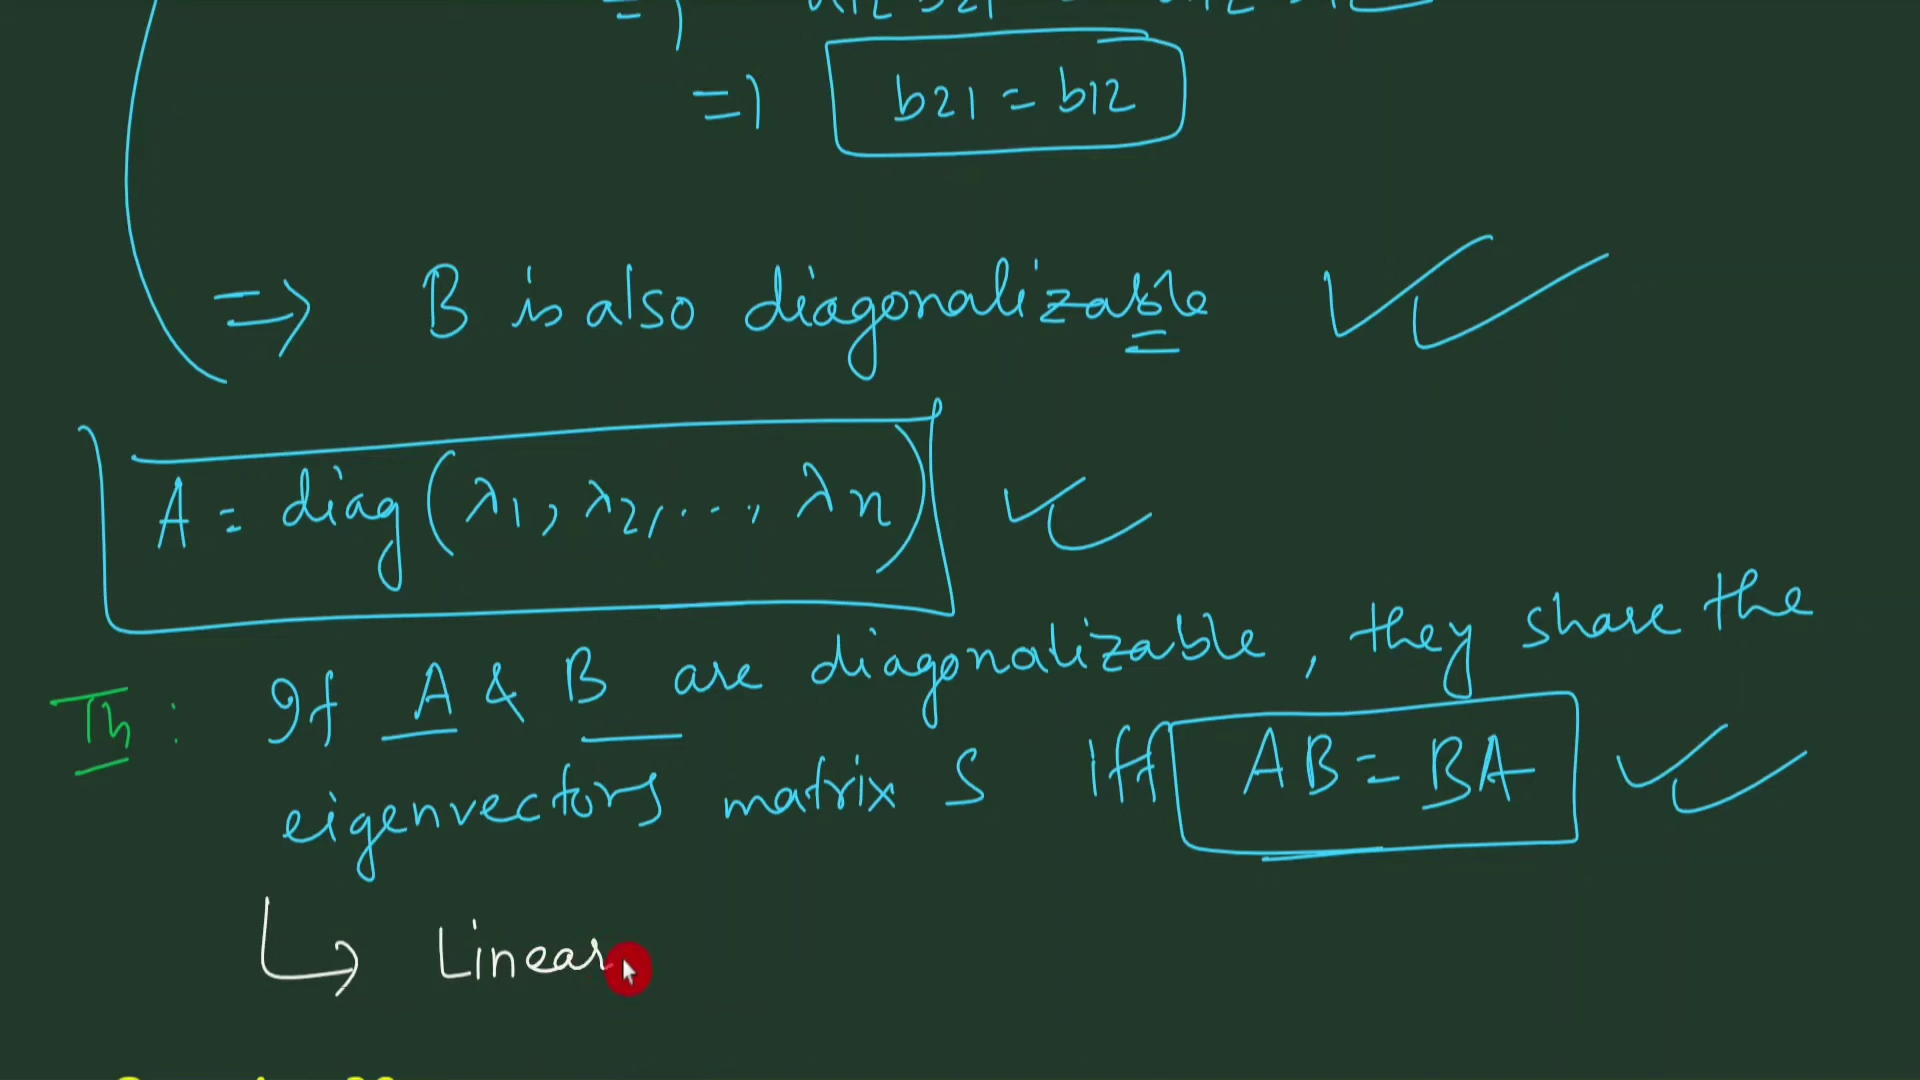 => b21 = b12
=> B is also diagonalizable
A = diag(λ1, λ2, ..., λn)
Th: If A & B are diagonalizable, they share the
eigenvectors matrix S iff AB = BA
↳ Linear